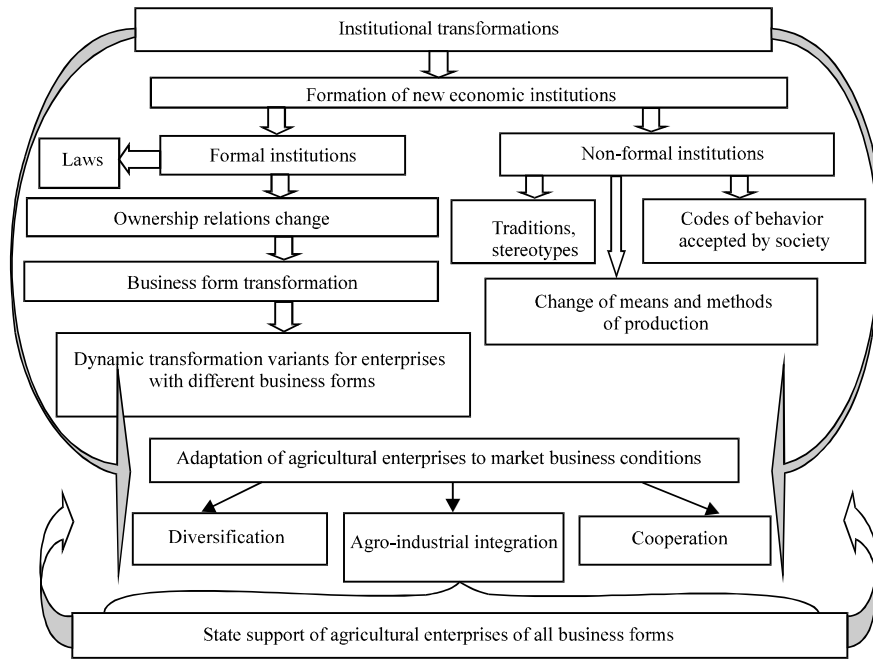 Institutional transformations
Formation of new economic institutions
Laws
Formal institutions
Non-formal institutions
Ownership relations change
Traditions,
stereotypes
Codes of behavior
accepted by society
Business form transformation
Change of means and methods
of production
Dynamic transformation variants for enterprises
with different business forms
Adaptation of agricultural enterprises to market business conditions
Diversification
Agro-industrial integration
Cooperation
State support of agricultural enterprises of all business forms